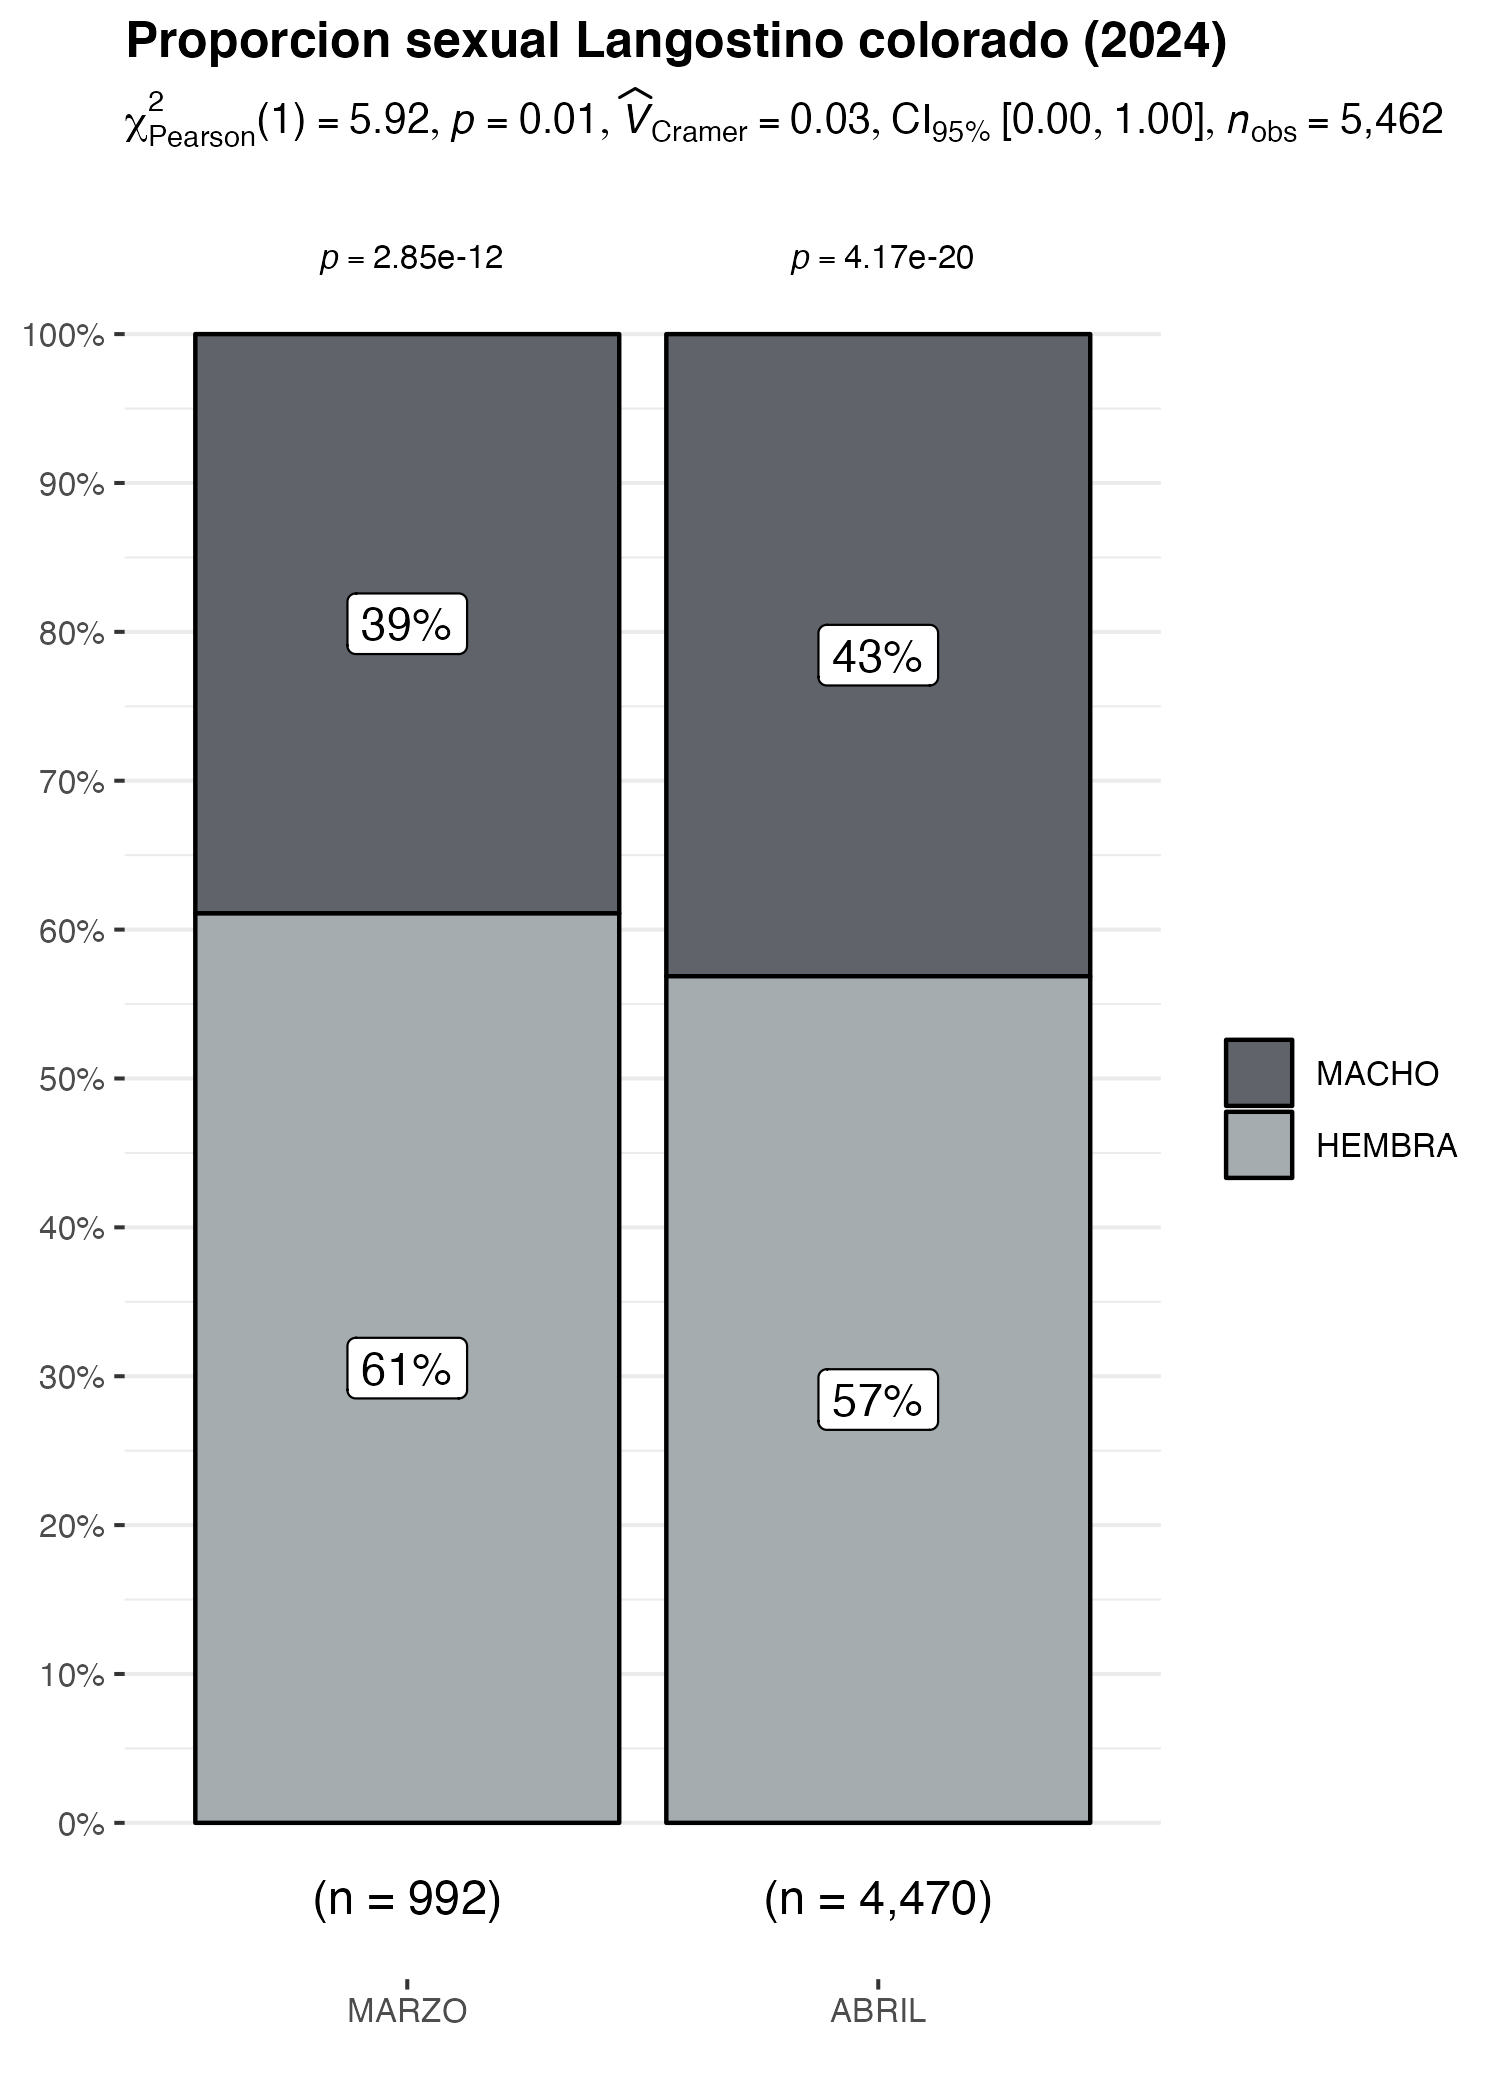 Proporcion sexual Langostino colorado (2024)
χ²Pearson(1) = 5.92, p = 0.01, V̂Cramer = 0.03, CI95% [0.00, 1.00], nobs = 5,462
p = 2.85e-12 p = 4.17e-20
100%
90%
80%
70%
60%
50%
40%
30%
20%
10%
0%
39%
43%
61%
57%
MACHO
HEMBRA
(n = 992) (n = 4,470)
MARZO ABRIL